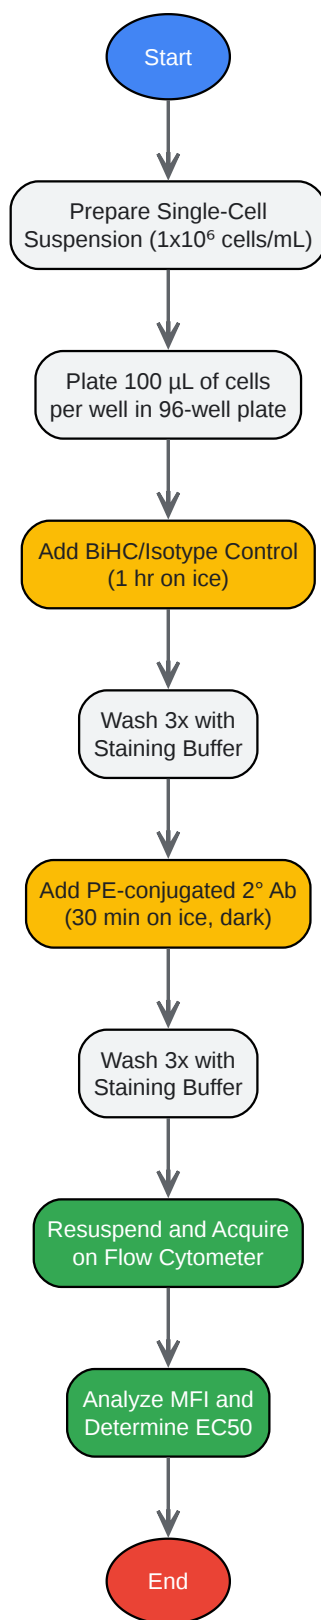 Start
Prepare Single-Cell
Suspension (1x10⁶ cells/mL)
Plate 100 µL of cells
per well in 96-well plate
Add BiHC/Isotype Control
(1 hr on ice)
Wash 3x with
Staining Buffer
Add PE-conjugated 2° Ab
(30 min on ice, dark)
Wash 3x with
Staining Buffer
Resuspend and Acquire
on Flow Cytometer
Analyze MFI and
Determine EC50
End